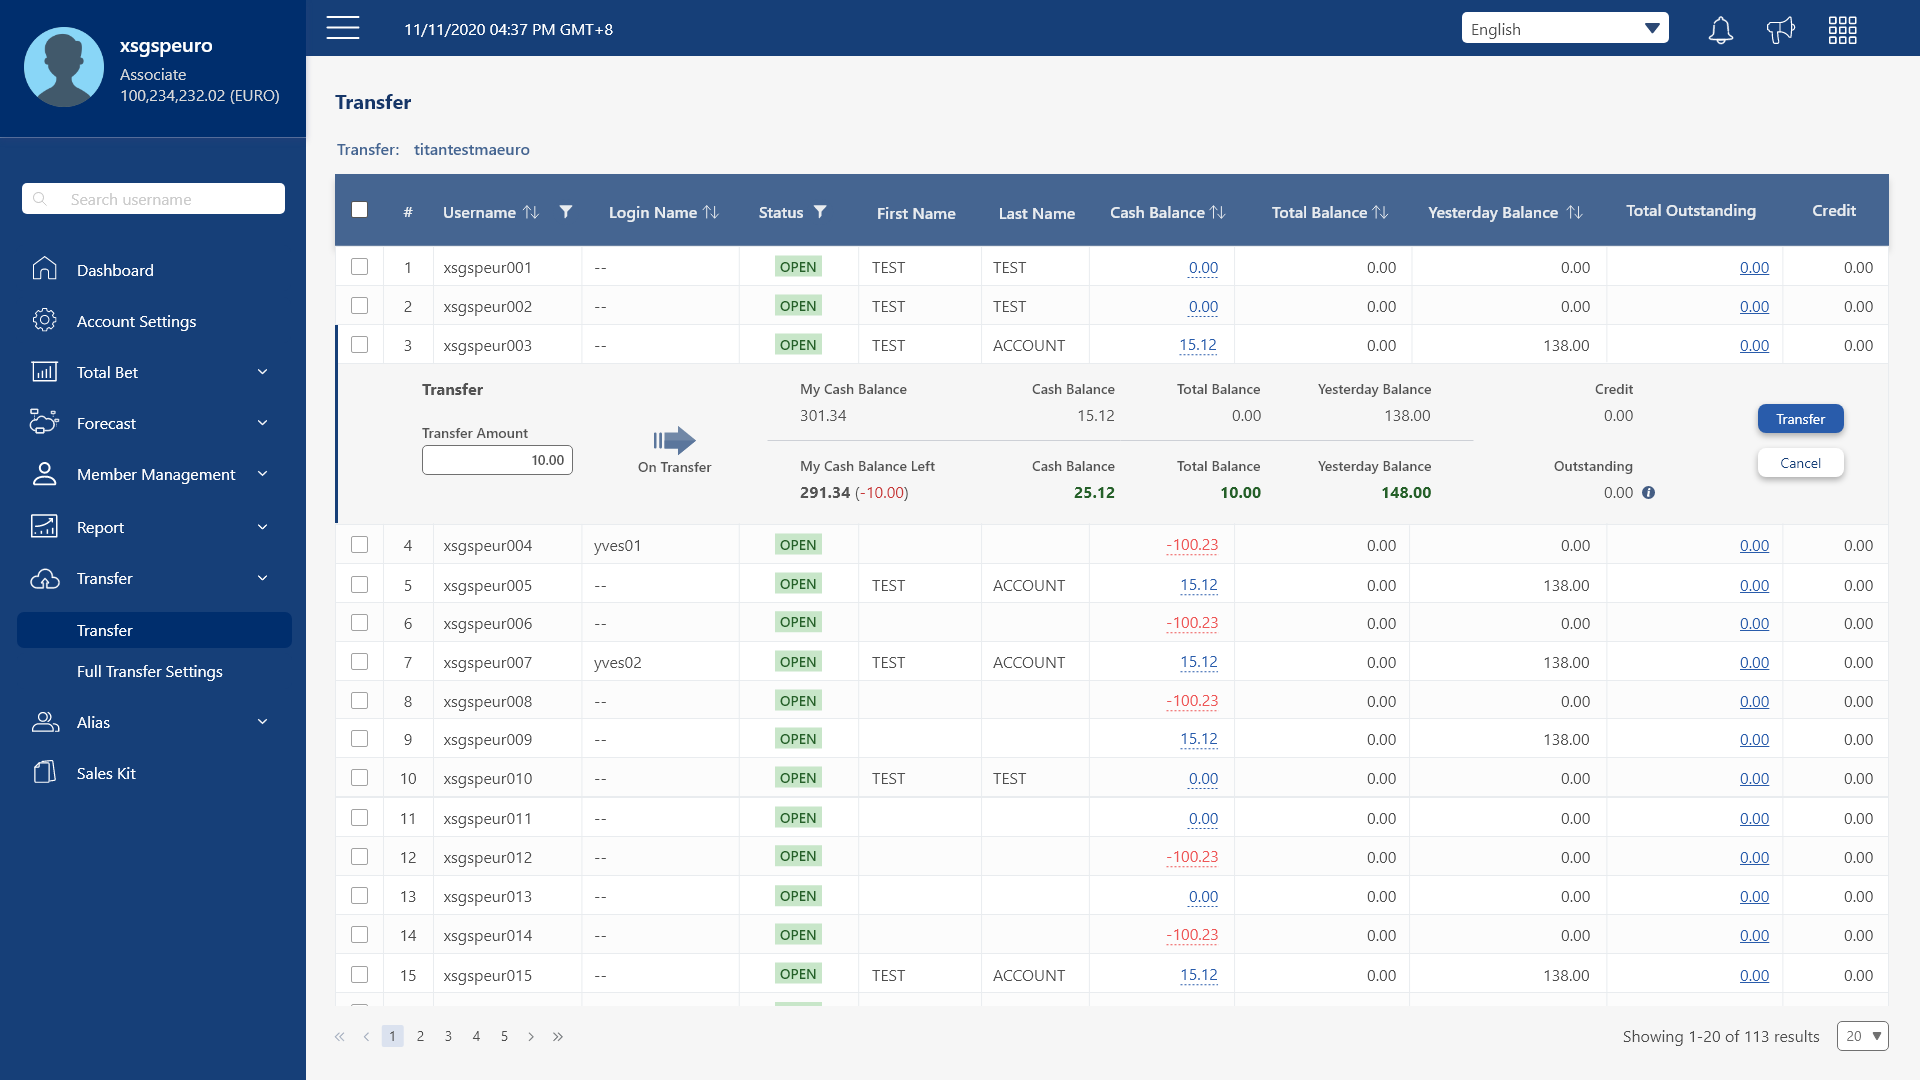 xsgspeuro
Associate
100,234,232.02 (EURO)
Search username
Dashboard
Account Settings
Total Bet
Forecast
Member Management
Report
Transfer
Transfer
Full Transfer Settings
Alias
Sales Kit
11/11/2020 04:37 PM GMT+8
English
Transfer
Transfer: titantestmaeuro
# Username Login Name Status First Name Last Name Cash Balance Total Balance Yesterday Balance Total Outstanding Credit
1 xsgspeur001 -- OPEN TEST TEST 0.00 0.00 0.00 0.00 0.00
2 xsgspeur002 -- OPEN TEST TEST 0.00 0.00 0.00 0.00 0.00
3 xsgspeur003 -- OPEN TEST ACCOUNT 15.12 0.00 138.00 0.00 0.00
Transfer
Transfer Amount
10.00
On Transfer
My Cash Balance Cash Balance Total Balance Yesterday Balance Credit
301.34 15.12 0.00 138.00 0.00
My Cash Balance Left Cash Balance Total Balance Yesterday Balance Outstanding
291.34 (-10.00) 25.12 10.00 148.00 0.00 i
Transfer
Cancel
4 xsgspeur004 yves01 OPEN -100.23 0.00 0.00 0.00 0.00
5 xsgspeur005 -- OPEN TEST ACCOUNT 15.12 0.00 138.00 0.00 0.00
6 xsgspeur006 -- OPEN -100.23 0.00 0.00 0.00 0.00
7 xsgspeur007 yves02 OPEN TEST ACCOUNT 15.12 0.00 138.00 0.00 0.00
8 xsgspeur008 -- OPEN -100.23 0.00 0.00 0.00 0.00
9 xsgspeur009 -- OPEN 15.12 0.00 138.00 0.00 0.00
10 xsgspeur010 -- OPEN TEST TEST 0.00 0.00 0.00 0.00 0.00
11 xsgspeur011 -- OPEN 0.00 0.00 0.00 0.00 0.00
12 xsgspeur012 -- OPEN -100.23 0.00 0.00 0.00 0.00
13 xsgspeur013 -- OPEN 0.00 0.00 0.00 0.00 0.00
14 xsgspeur014 -- OPEN -100.23 0.00 0.00 0.00 0.00
15 xsgspeur015 -- OPEN TEST ACCOUNT 15.12 0.00 138.00 0.00 0.00
« ‹ 1 2 3 4 5 › »
Showing 1-20 of 113 results 20